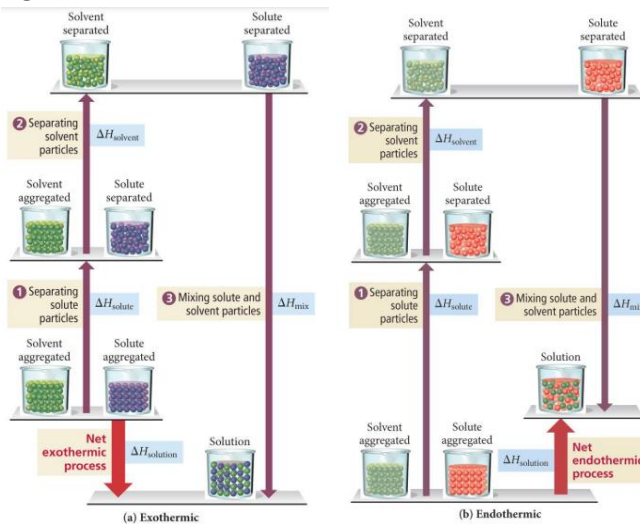 Solvent
separated
Solute
separated
2 Separating
solvent
particles
ΔHsolvent
Solvent
aggregated
Solute
separated
1 Separating
solute
particles
ΔHsolute
3 Mixing solute and
solvent particles
ΔHmix
Solvent
aggregated
Solute
aggregated
Net
exothermic
process
ΔHsolution
Solution
(a) Exothermic
Solvent
separated
Solute
separated
2 Separating
solvent
particles
ΔHsolvent
Solvent
aggregated
Solute
separated
1 Separating
solute
particles
ΔHsolute
3 Mixing solute and
solvent particles
ΔHmi
Solution
Solvent
aggregated
Solute
aggregated
ΔHsolution
Net
endothermic
process
(b) Endothermic